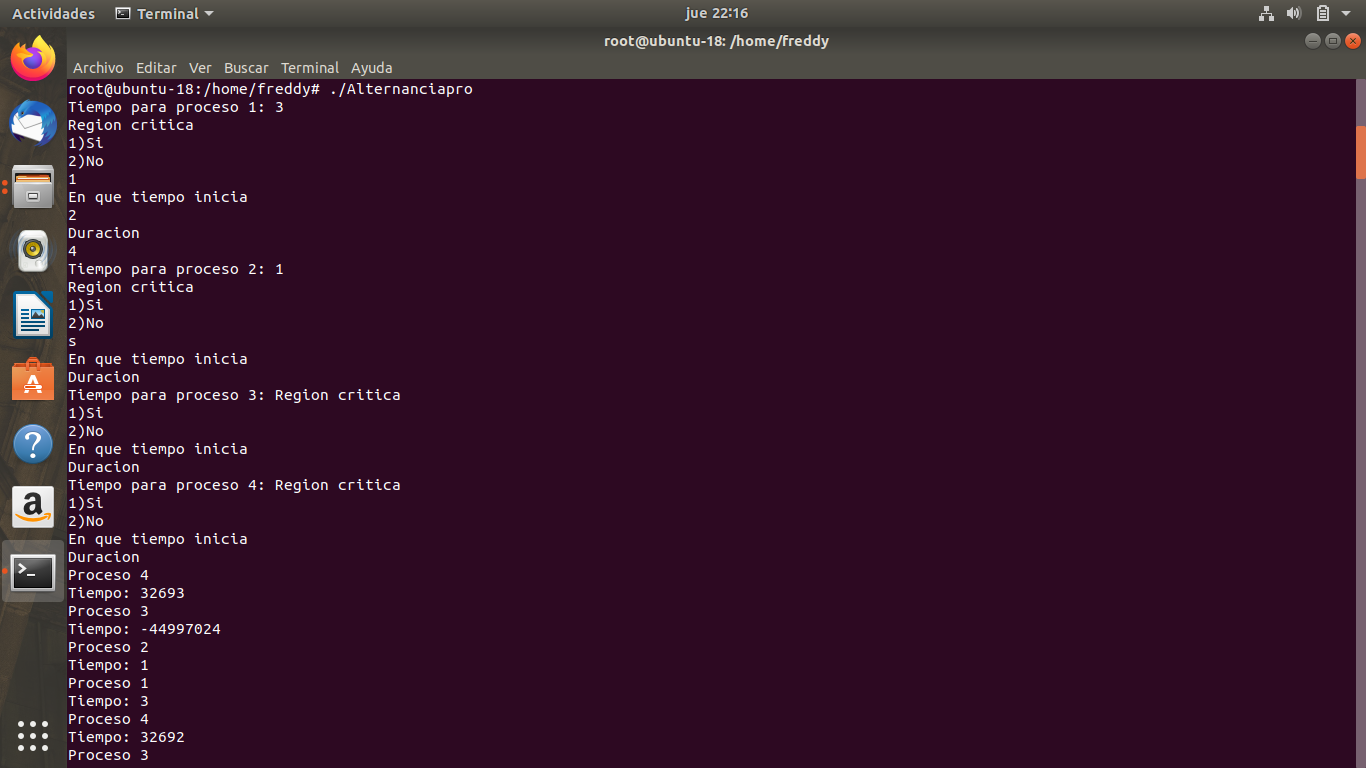 Actividades Terminal jue 22:16
root@ubuntu-18: /home/freddy
Archivo Editar Ver Buscar Terminal Ayuda
root@ubuntu-18:/home/freddy# ./Alternanciapro
Tiempo para proceso 1: 3
Region critica
1)Si
2)No
1
En que tiempo inicia
2
Duracion
4
Tiempo para proceso 2: 1
Region critica
1)Si
2)No
s
En que tiempo inicia
Duracion
Tiempo para proceso 3: Region critica
1)Si
2)No
En que tiempo inicia
Duracion
Tiempo para proceso 4: Region critica
1)Si
2)No
En que tiempo inicia
Duracion
Proceso 4
Tiempo: 32693
Proceso 3
Tiempo: -44997024
Proceso 2
Tiempo: 1
Proceso 1
Tiempo: 3
Proceso 4
Tiempo: 32692
Proceso 3